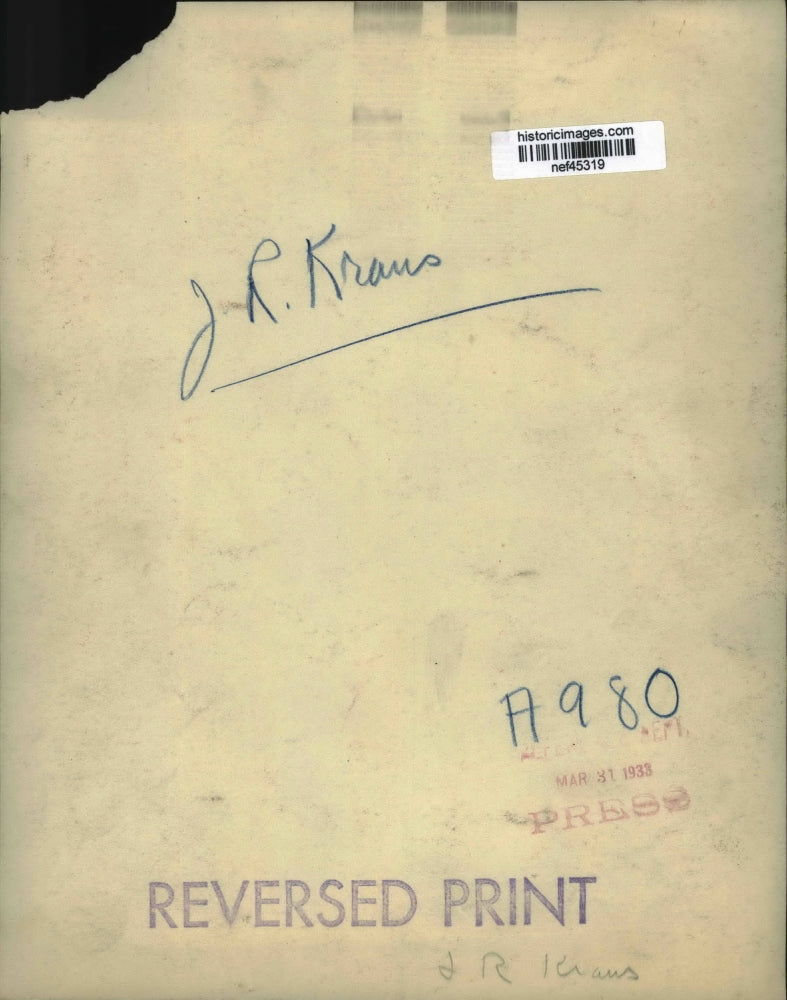 historicimages.com
nef45319
J. R. Kraus
A980
MAR 31 1933
PRESS
REVERSED PRINT
J R Kraus